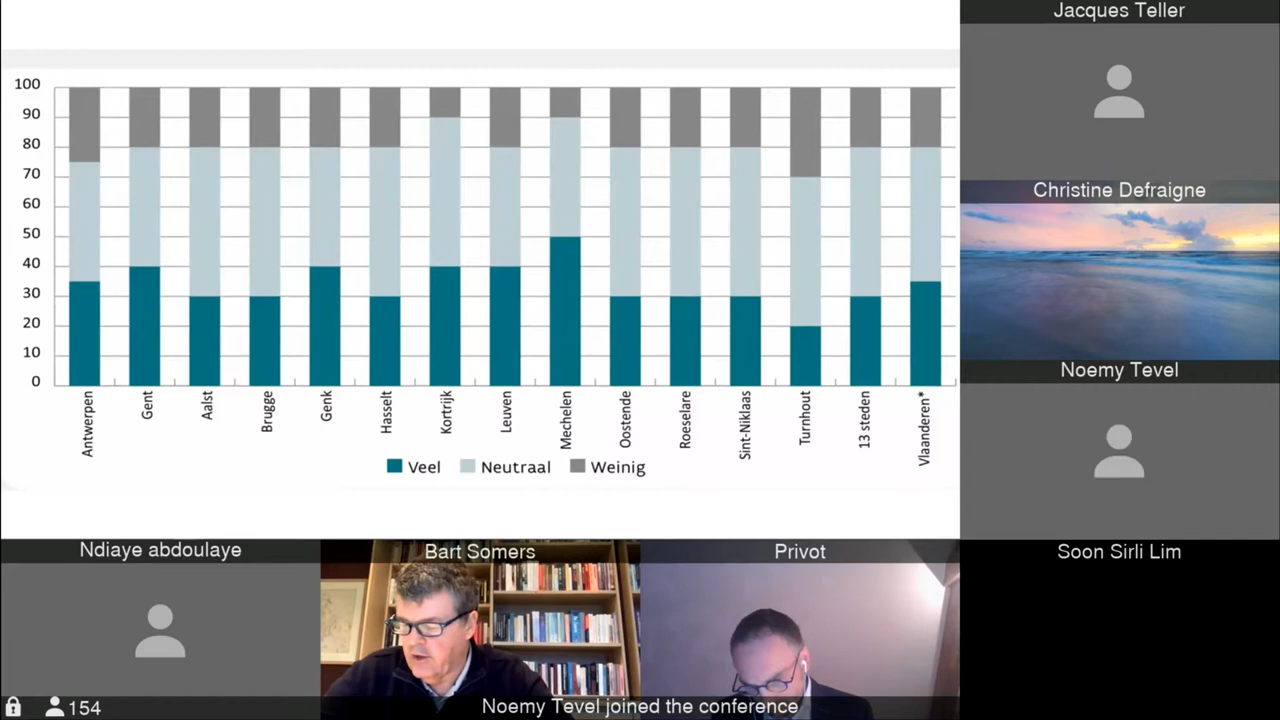 Jacques Teller
100
90
80
70
60
50
40
30
20
10
0
Antwerpen
Gent
Aalst
Brugge
Genk
Hasselt
Kortrijk
Leuven
Mechelen
Oostende
Roeselare
Sint-Niklaas
Turnhout
13 steden
Vlaanderen*
Veel Neutraal Weinig
Christine Defraigne
Noemy Tevel
Ndiaye abdoulaye
Bart Somers
Privot
Soon Sirli Lim
154
Noemy Tevel joined the conference